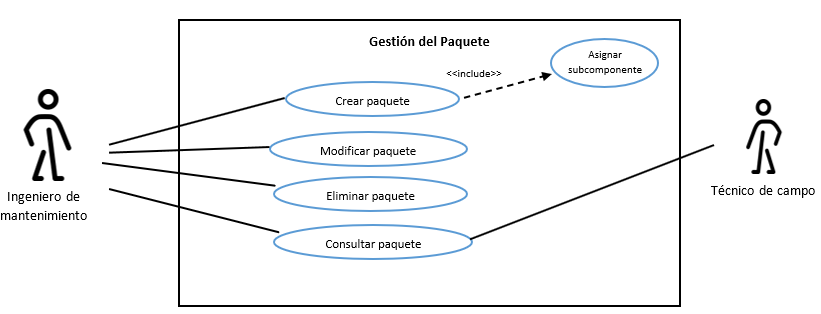 Gestión del Paquete
Asignar
subcomponente
<<include>>
Crear paquete
Modificar paquete
Eliminar paquete
Consultar paquete
Ingeniero de
mantenimiento
Técnico de campo